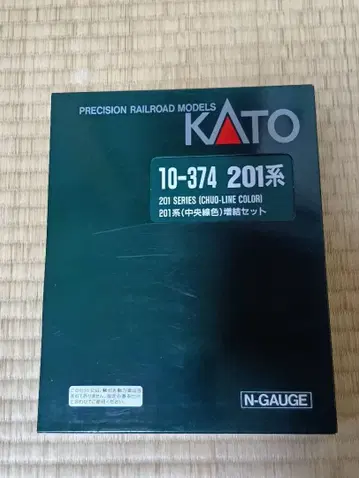 PRECISION RAILROAD MODELS
KATO
10-374 201系
201 SERIES (CHUO-LINE COLOR)
201系(中央線色)増結セット
N-GAUGE